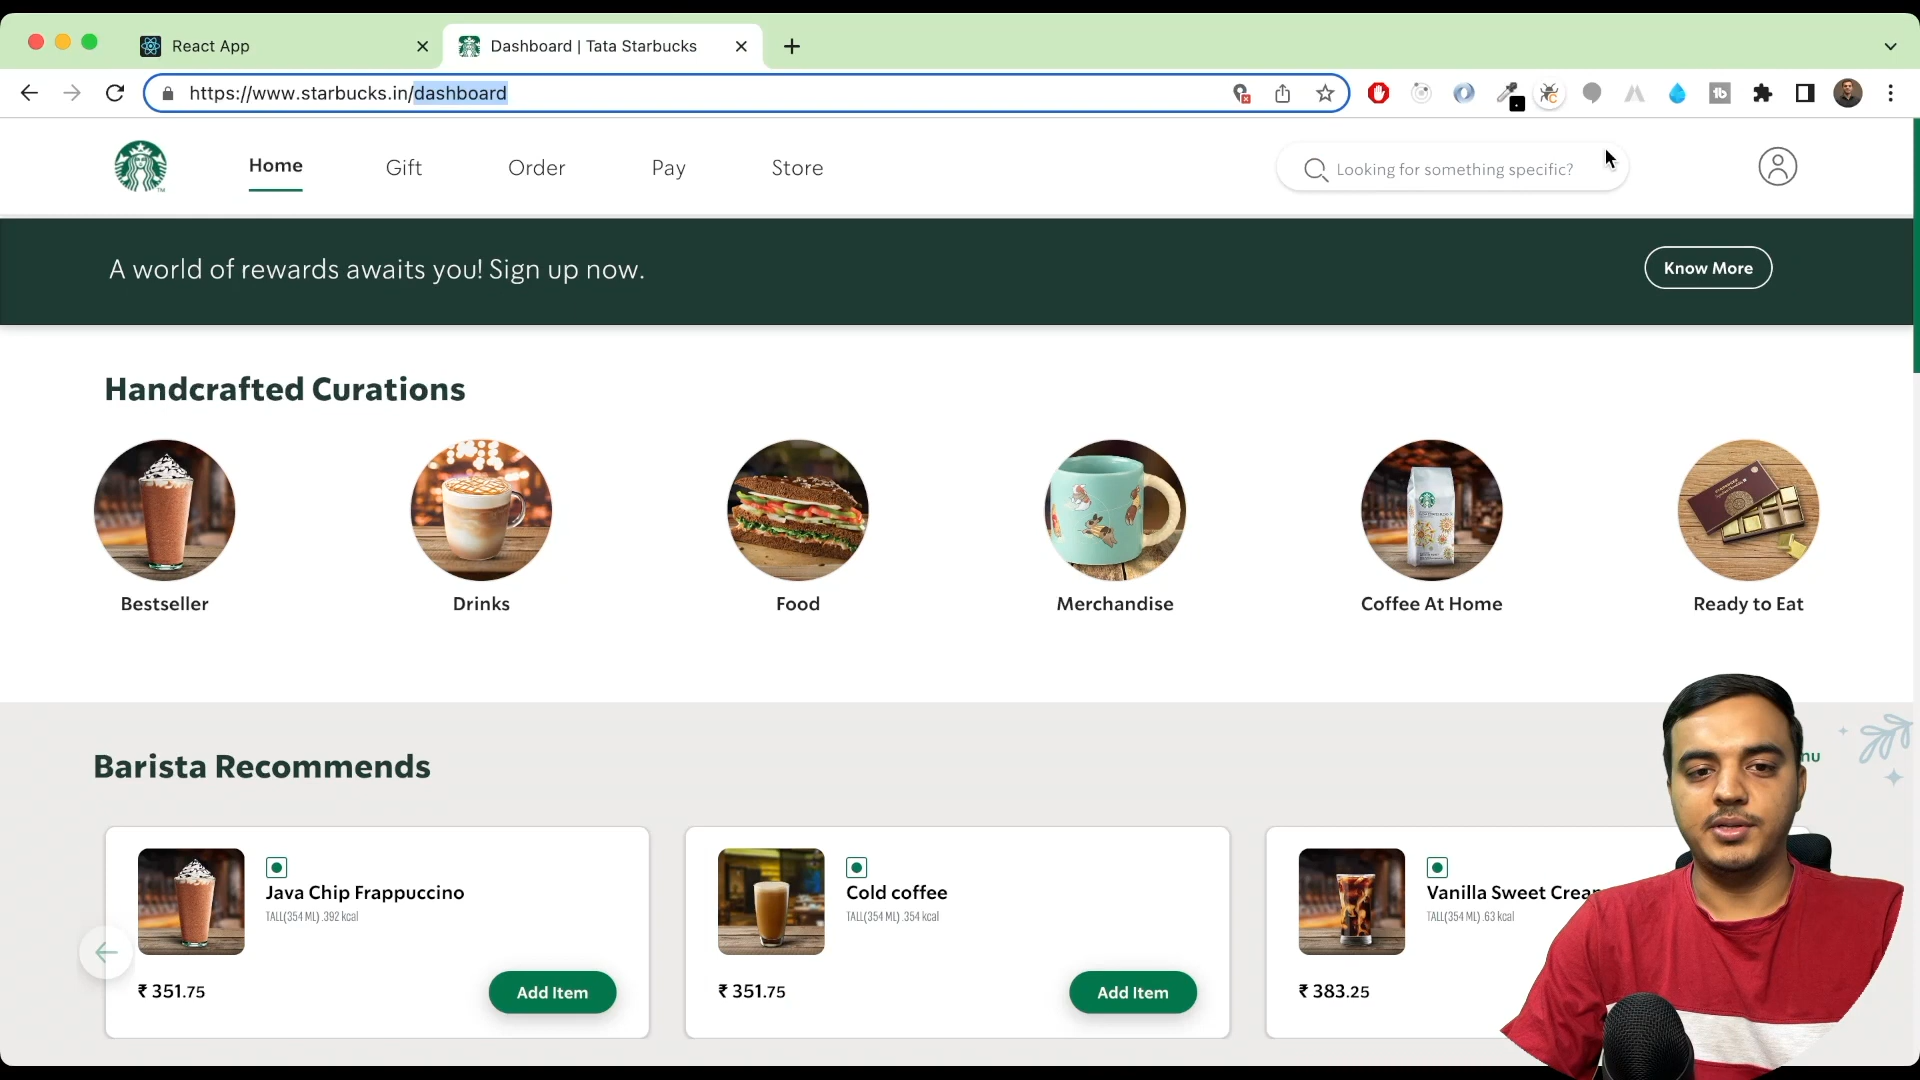 React App
Dashboard | Tata Starbucks
https://www.starbucks.in/dashboard
Home
Gift
Order
Pay
Store
Looking for something specific?
A world of rewards awaits you! Sign up now.
Know More
Handcrafted Curations
Bestseller
Drinks
Food
Merchandise
Coffee At Home
Ready to Eat
Barista Recommends
Java Chip Frappuccino
TALL(354 ML) .392 kcal
₹ 351.75
Add Item
Cold coffee
TALL(354 ML) .354 kcal
₹ 351.75
Add Item
Vanilla Sweet
TALL(354 ML) .63 kcal
₹ 383.25